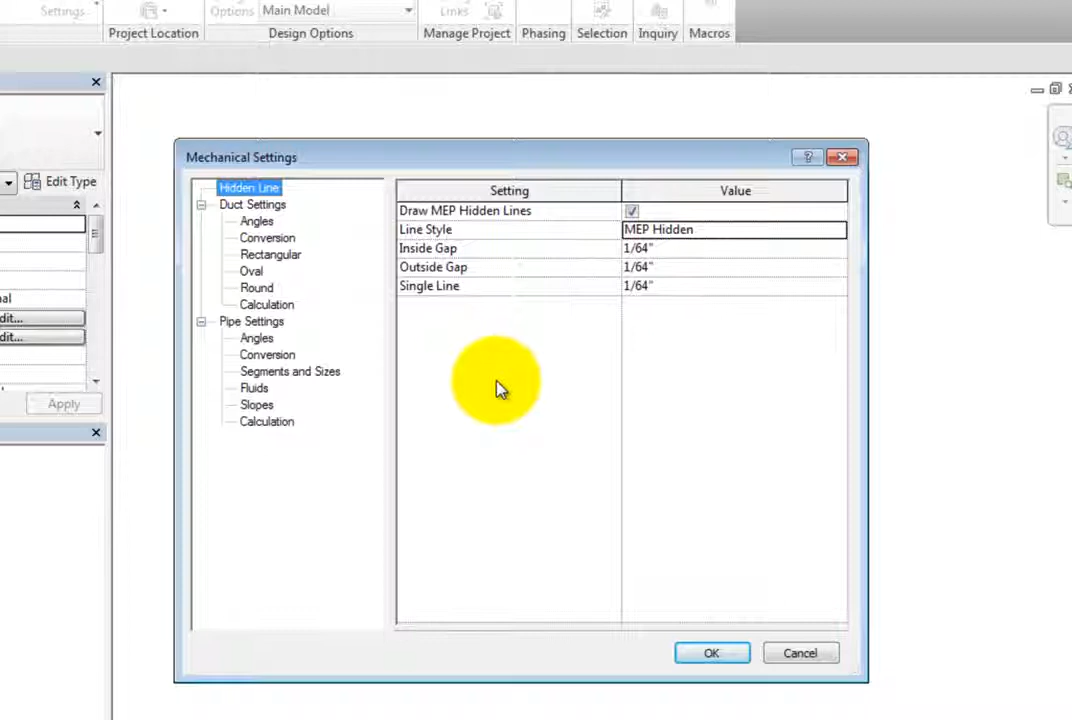 Settings
Options
Main Model
Links
Project Location
Design Options
Manage Project
Phasing
Selection
Inquiry
Macros
Edit Type
nal
dit...
dit...
Apply
Mechanical Settings
Hidden Line
Duct Settings
Angles
Conversion
Rectangular
Oval
Round
Calculation
Pipe Settings
Angles
Conversion
Segments and Sizes
Fluids
Slopes
Calculation
Setting Value
Draw MEP Hidden Lines
Line Style MEP Hidden
Inside Gap 1/64"
Outside Gap 1/64"
Single Line 1/64"
OK Cancel